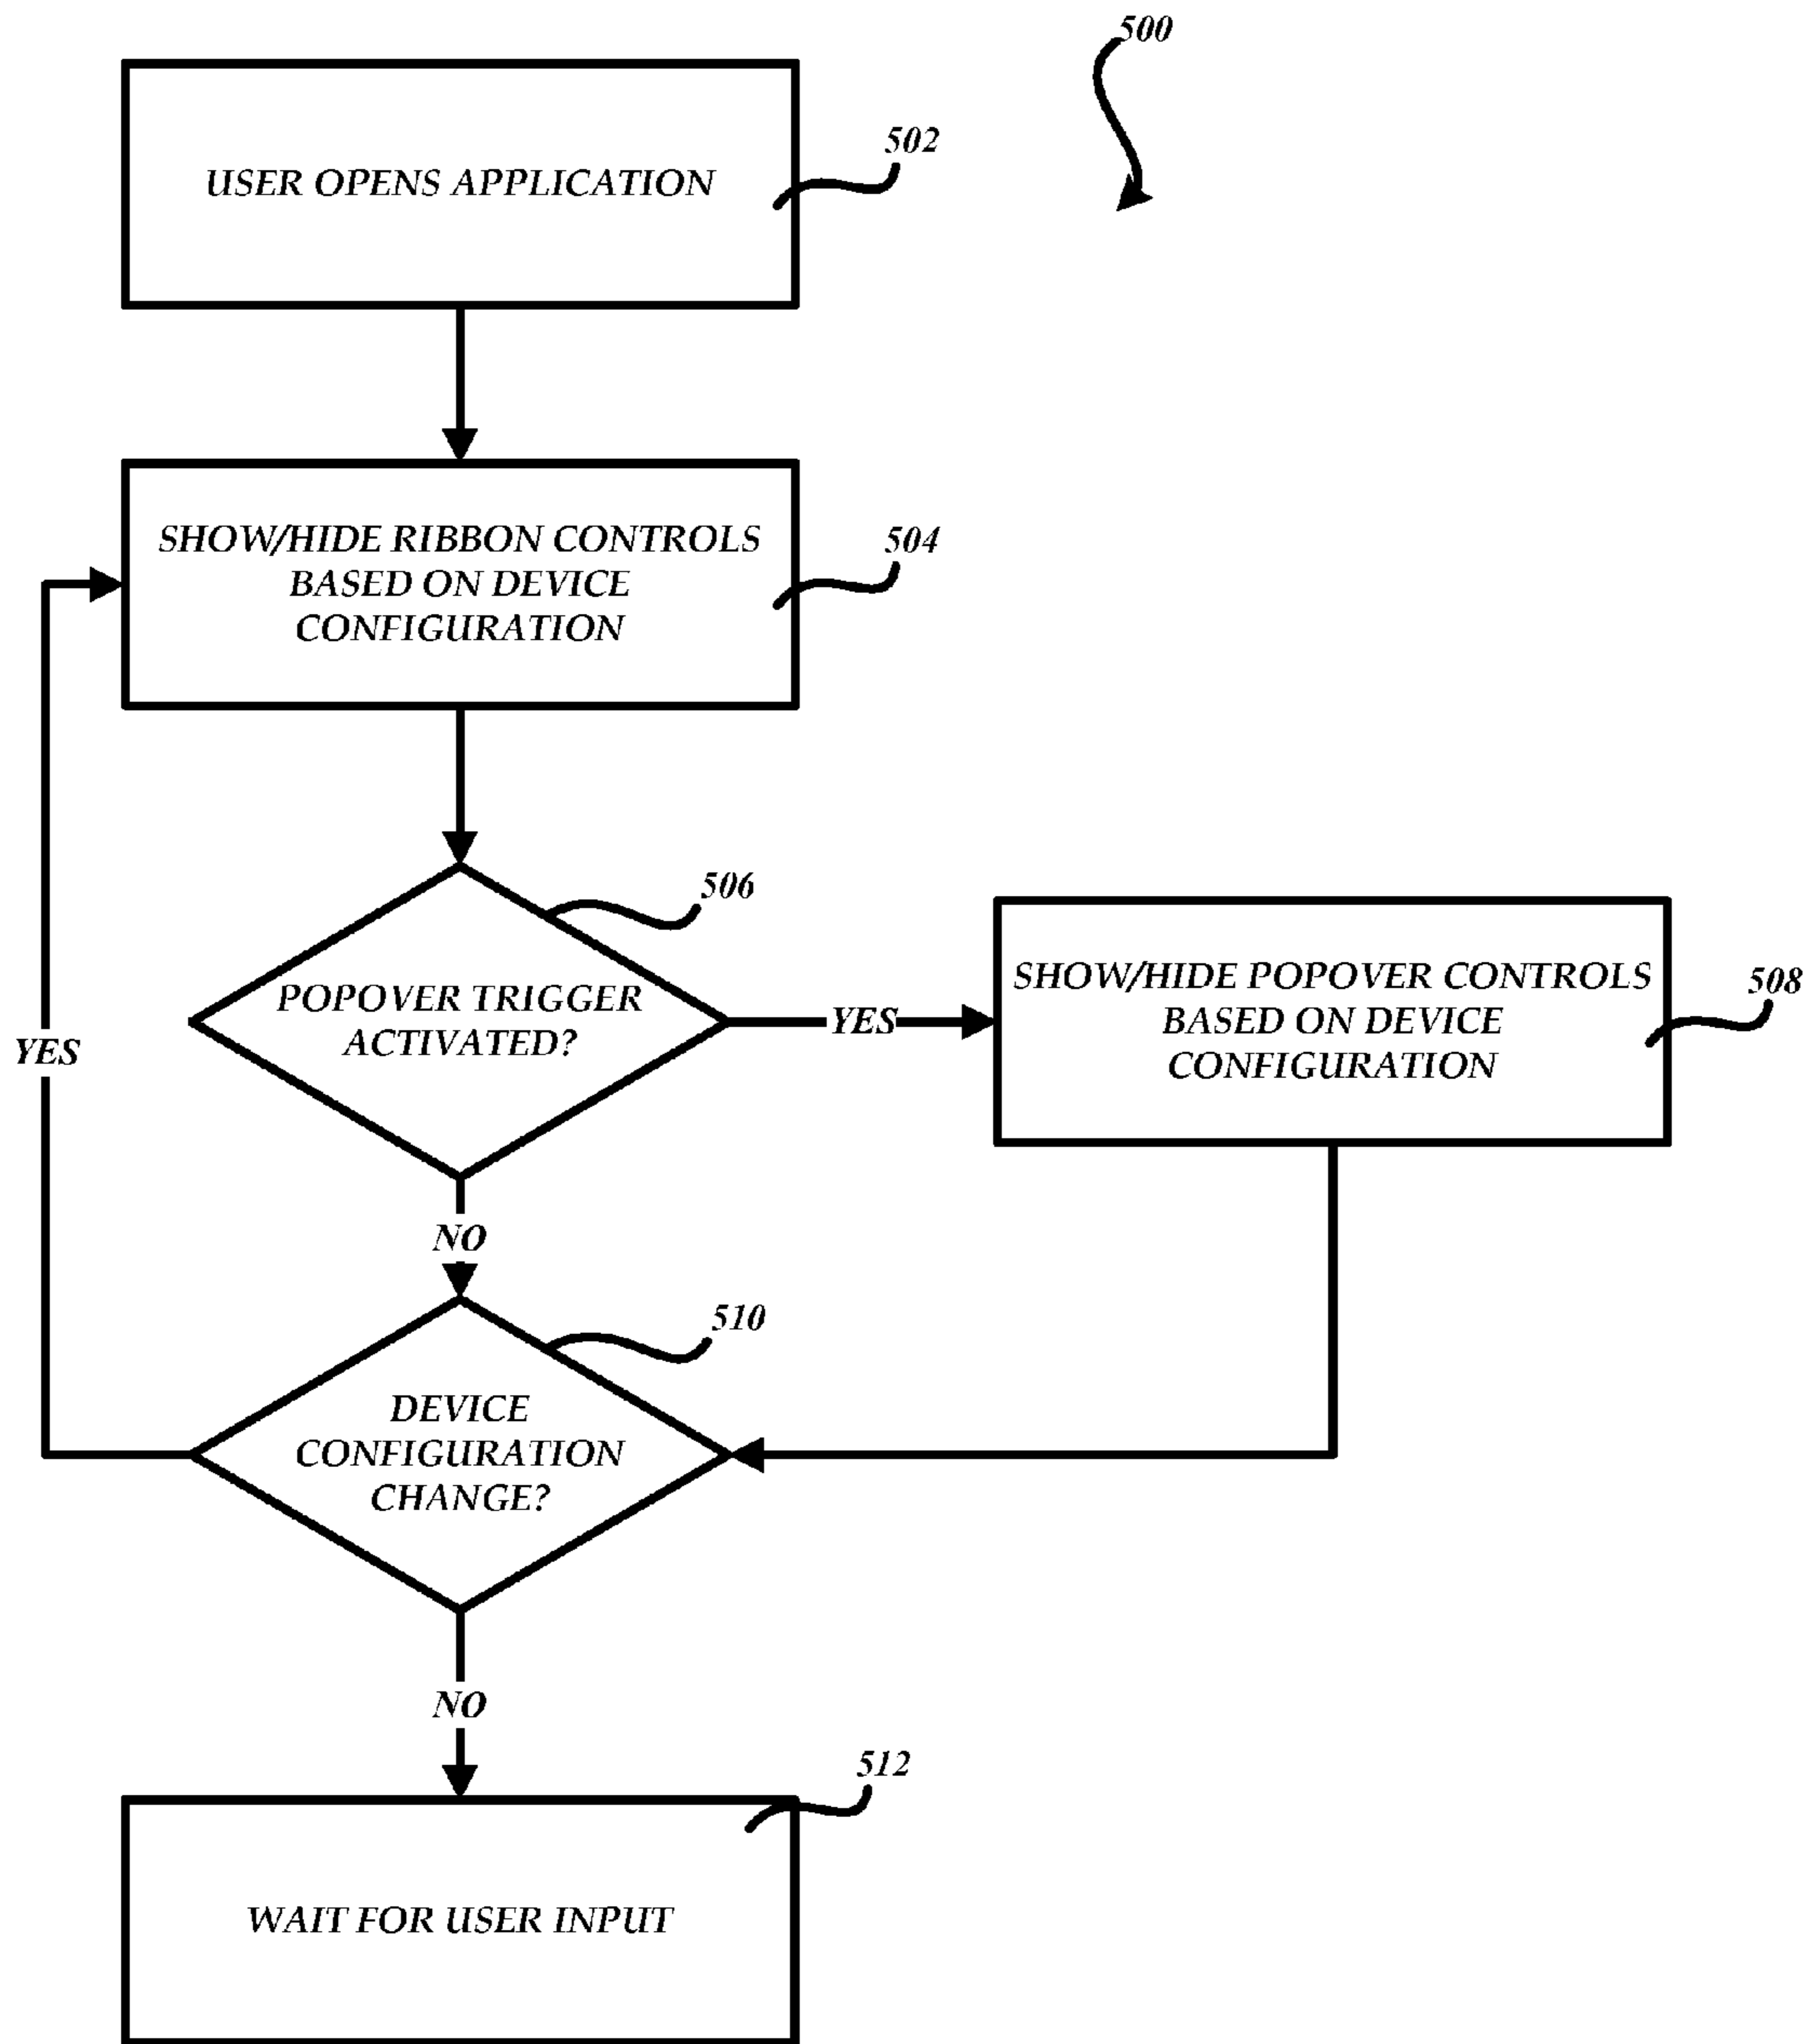 500
502
USER OPENS APPLICATION
504
SHOW/HIDE RIBBON CONTROLS
BASED ON DEVICE
CONFIGURATION
506
POPOVER TRIGGER
ACTIVATED?
YES
508
SHOW/HIDE POPOVER CONTROLS
BASED ON DEVICE
CONFIGURATION
YES
NO
510
DEVICE
CONFIGURATION
CHANGE?
NO
512
WAIT FOR USER INPUT